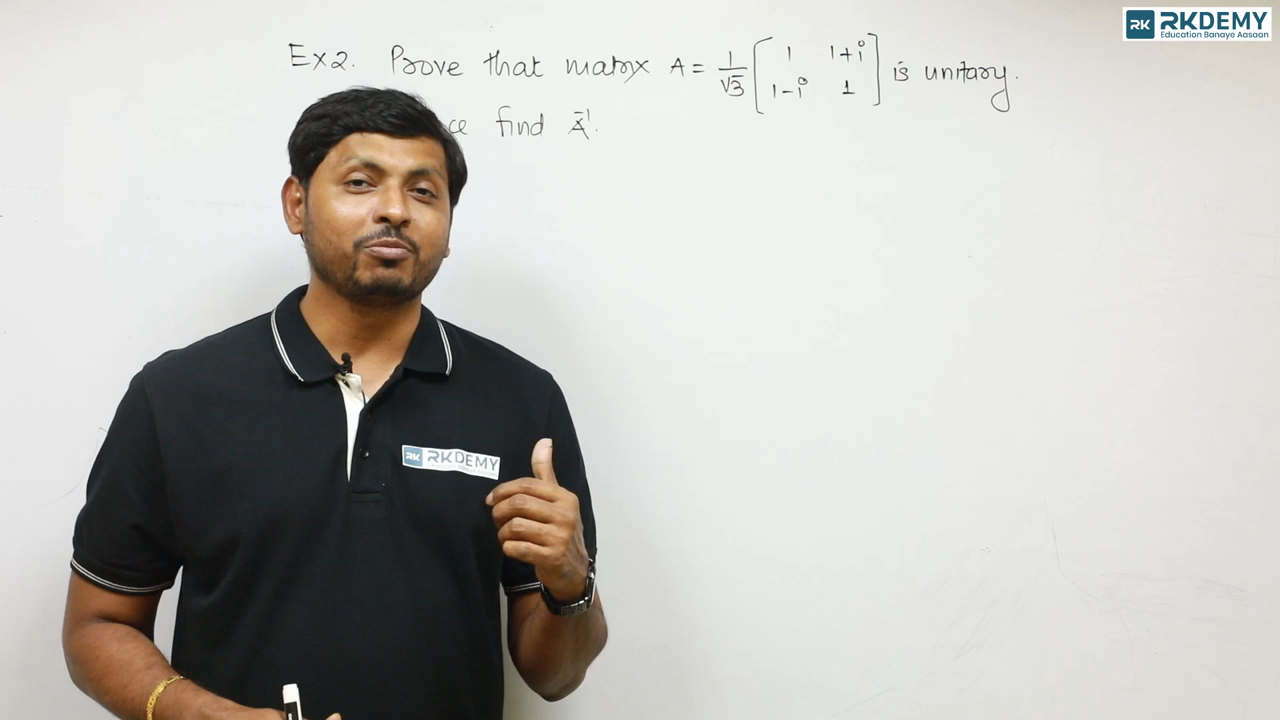 RK RKDEMY
Education Banaye Aasaan
Ex2. Prove that matrix A = 1/√3 [1 1+i; 1-i 1] is unitary.
ce find A⁻¹.
RK RKDEMY